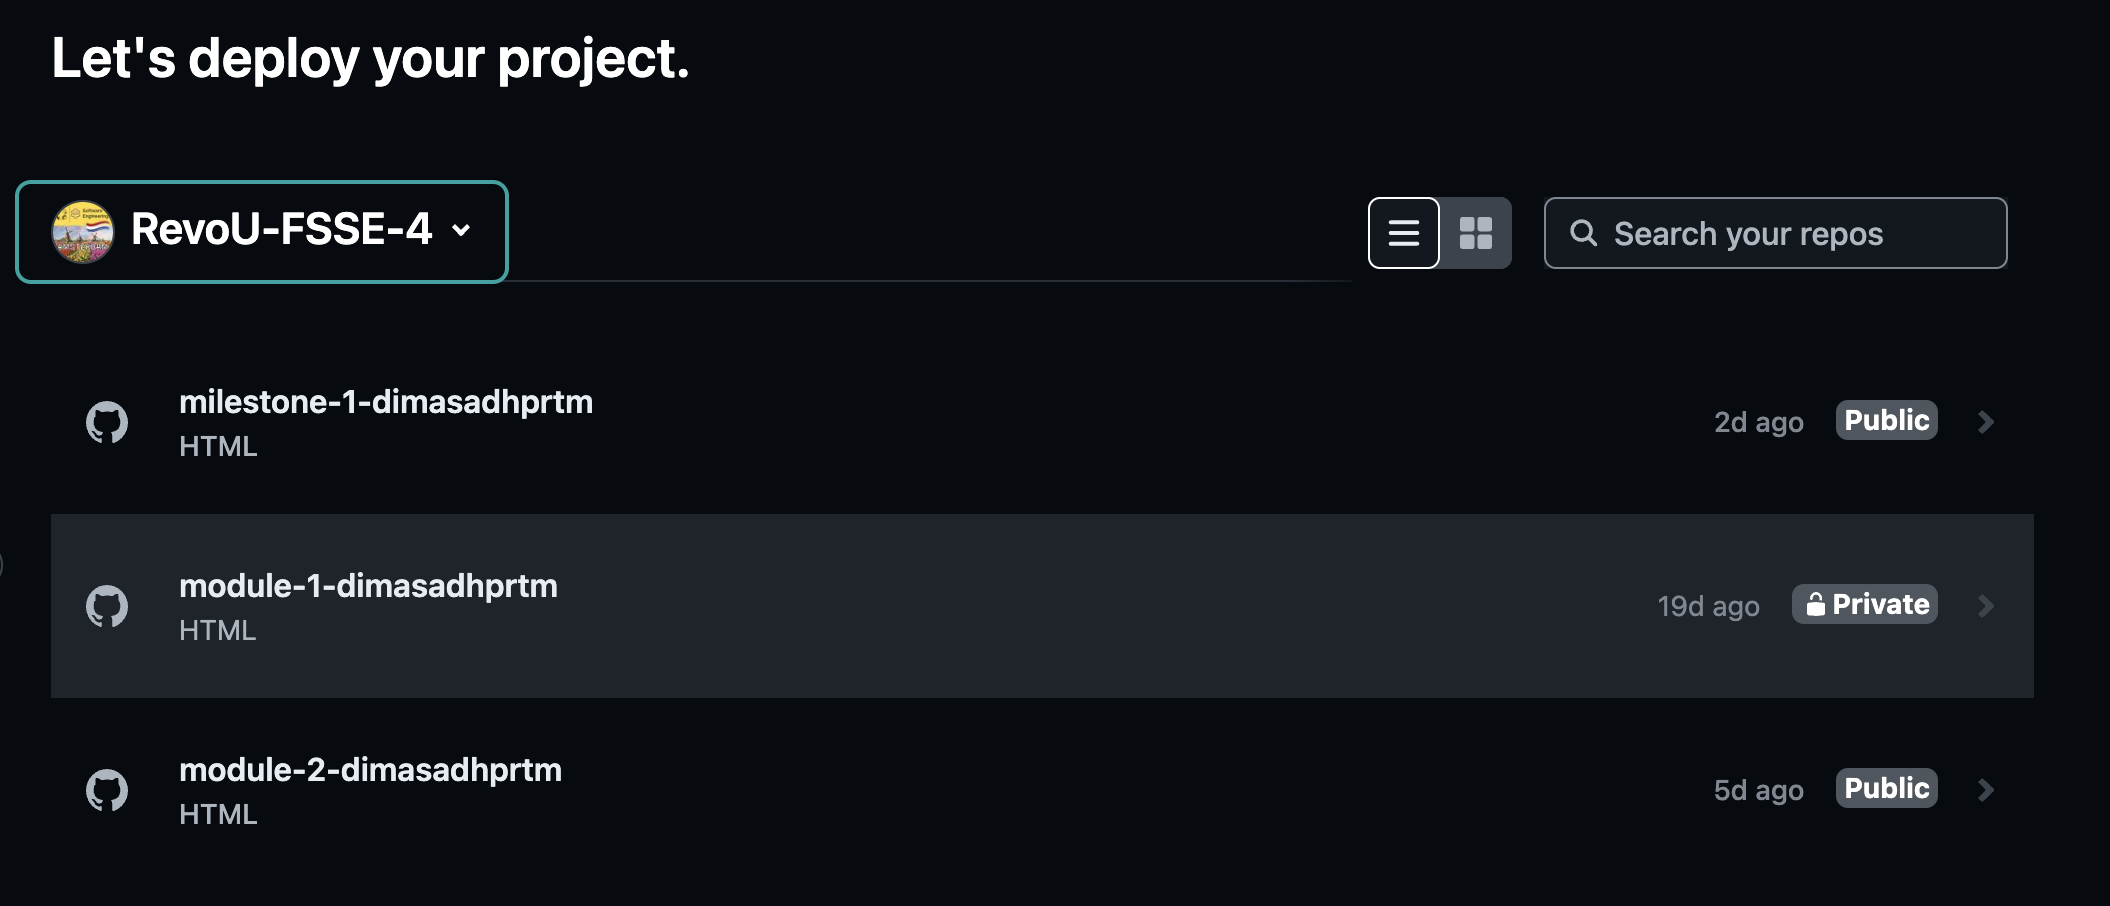 Let's deploy your project.
RevoU-FSSE-4
Search your repos
milestone-1-dimasadhprtm
HTML
2d ago
Public
module-1-dimasadhprtm
HTML
19d ago
Private
module-2-dimasadhprtm
HTML
5d ago
Public